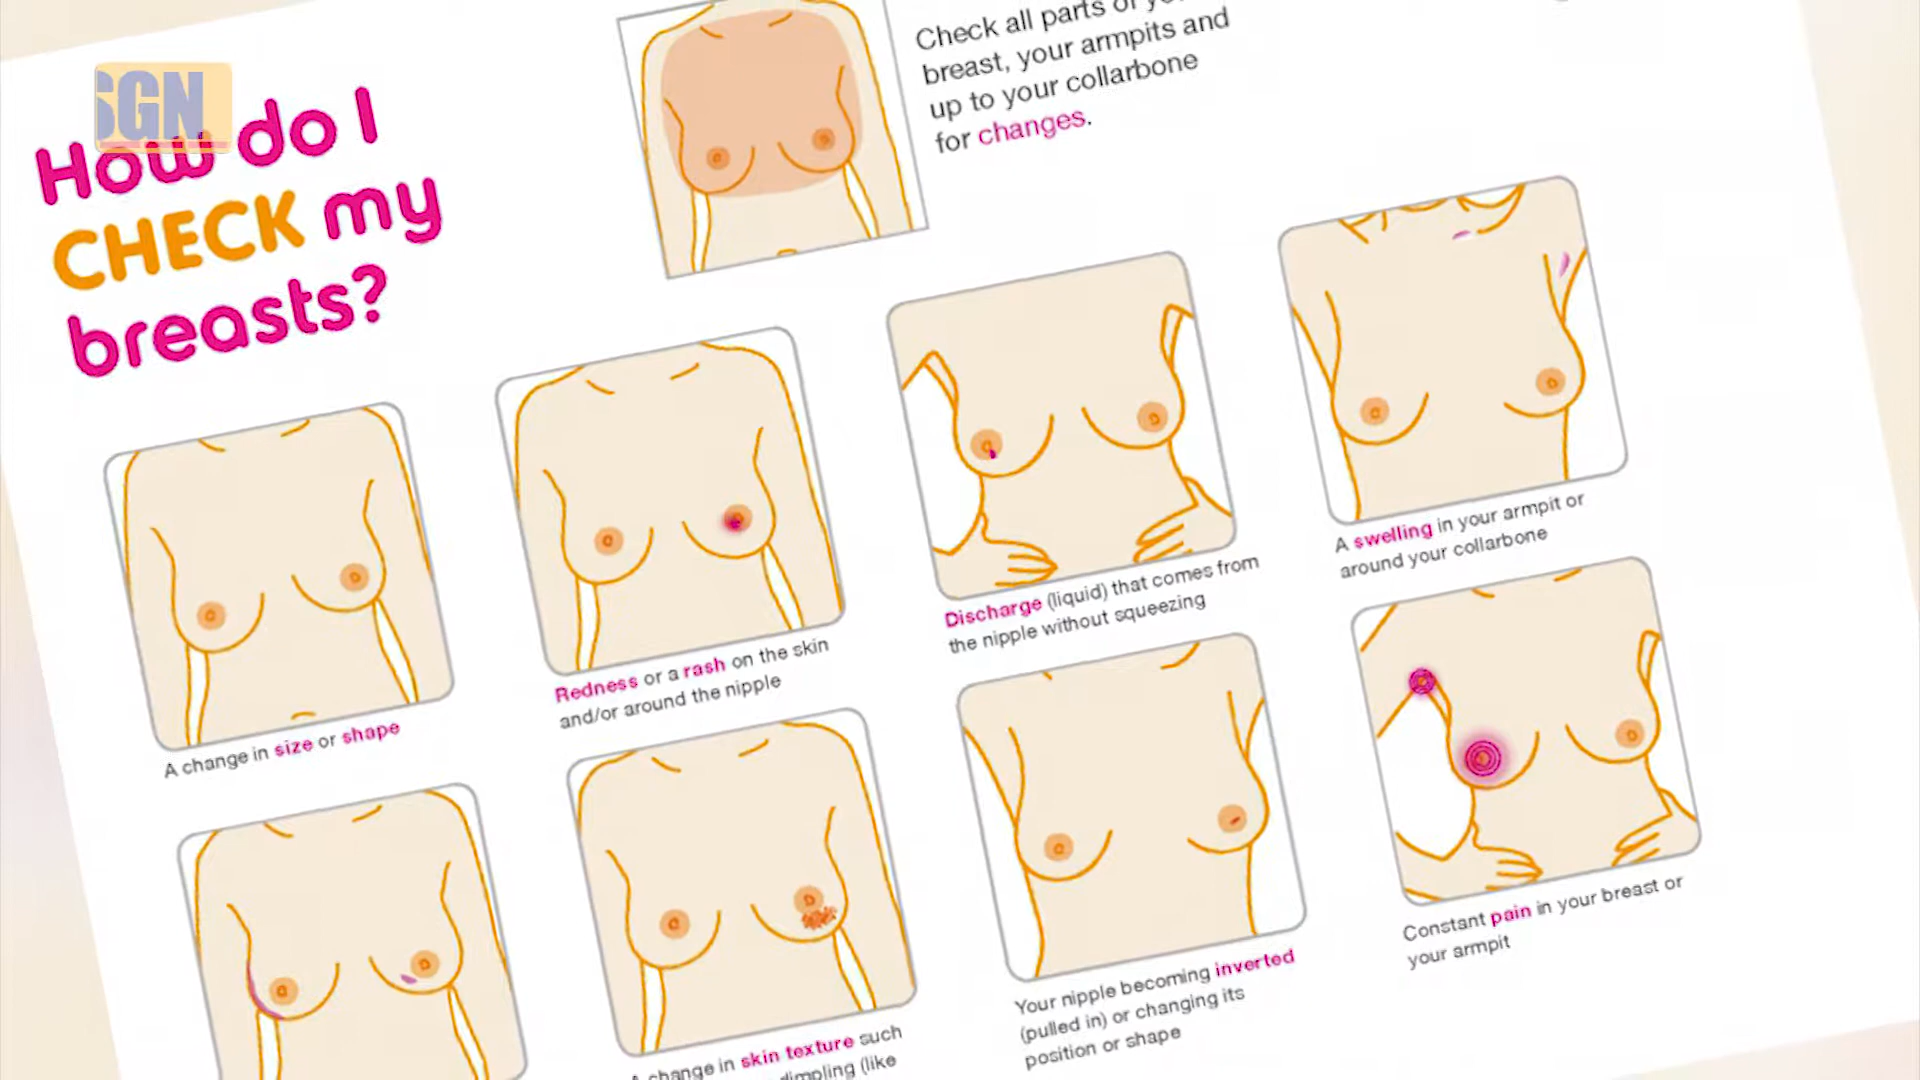 SGN
How do I
CHECK my
breasts?
Check all parts of
breast, your armpits and
up to your collarbone
for changes.
A change in size or shape
Redness or a rash on the skin
and/or around the nipple
Discharge (liquid) that comes from
the nipple without squeezing
A swelling in your armpit or
around your collarbone
A change in skin texture such
dimpling (like
Your nipple becoming inverted
(pulled in) or changing its
position or shape
Constant pain in your breast or
your armpit